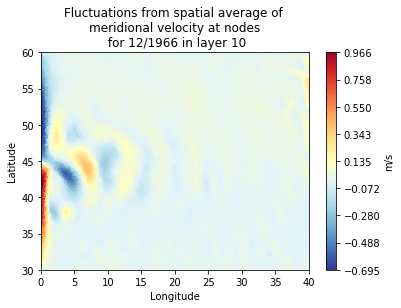 Fluctuations from spatial average of
meridional velocity at nodes
for 12/1966 in layer 10
60
55
50
45
40
35
30
Latitude
0 5 10 15 20 25 30 35 40
Longitude
0.966
0.758
0.550
0.343
0.135
−0.072
−0.280
−0.488
−0.695
m/s